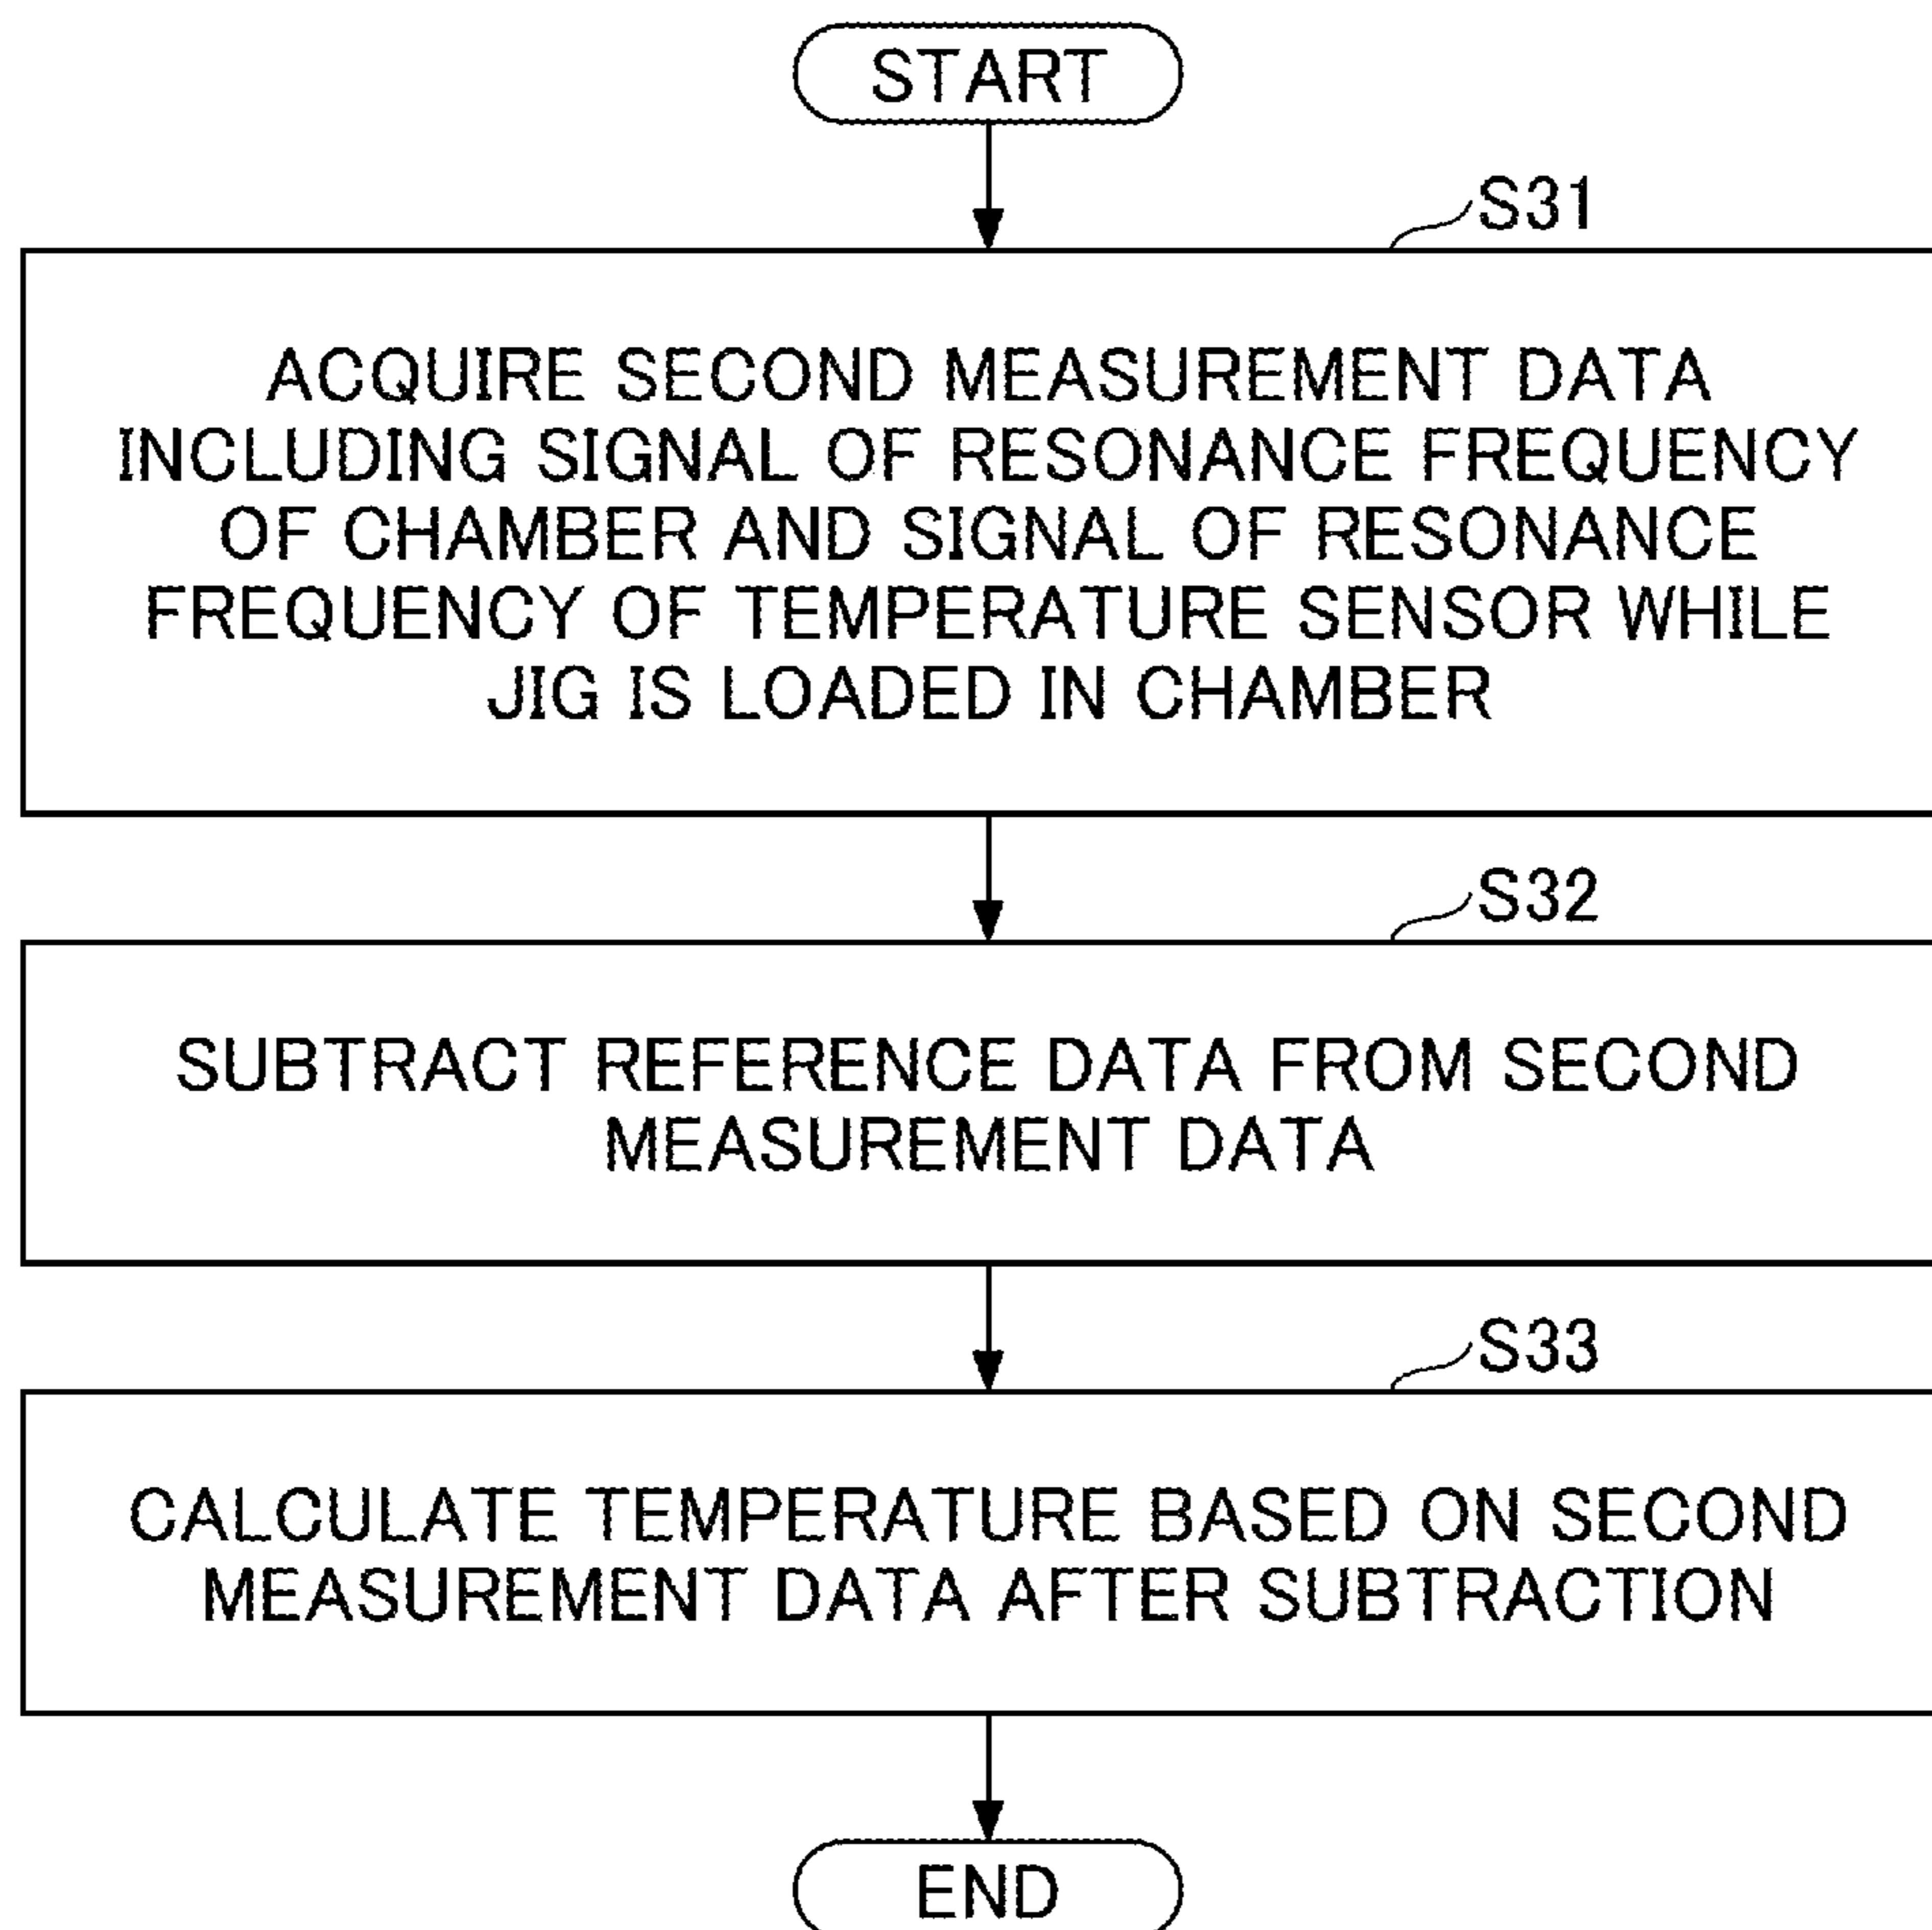 START
S31
ACQUIRE SECOND MEASUREMENT DATA
INCLUDING SIGNAL OF RESONANCE FREQUENCY
OF CHAMBER AND SIGNAL OF RESONANCE
FREQUENCY OF TEMPERATURE SENSOR WHILE
JIG IS LOADED IN CHAMBER
S32
SUBTRACT REFERENCE DATA FROM SECOND
MEASUREMENT DATA
S33
CALCULATE TEMPERATURE BASED ON SECOND
MEASUREMENT DATA AFTER SUBTRACTION
END